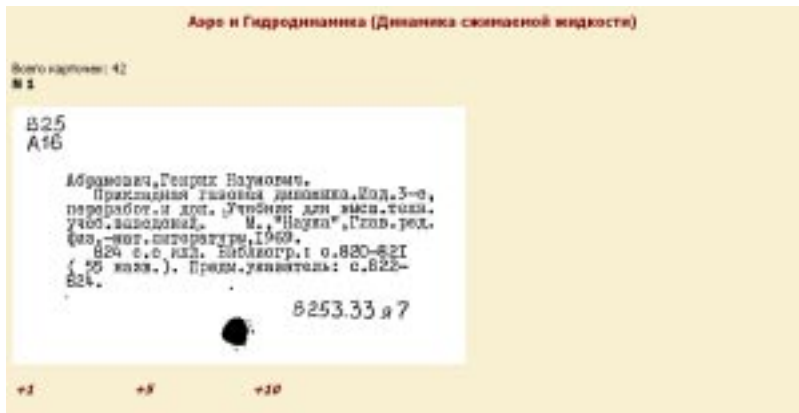 Аэро и Гидродинамика (Динамика сжимаемой жидкости)
Всего карточек: 42
N 1
В25
А16
Абрамович, Генрих Наумович.
Прикладная газовая динамика. Изд. 3-е,
переработ. и доп. Учебник для высш. техн.
учеб. заведений. М., "Наука", Глав. ред.
физ.-мат. литературы, 1969.
824 с. с илл. Библиогр.: с. 820-821
( 55 назв. ). Предм. указатель: с. 822-
824.
В253.33 я 7
+1 +5 +10